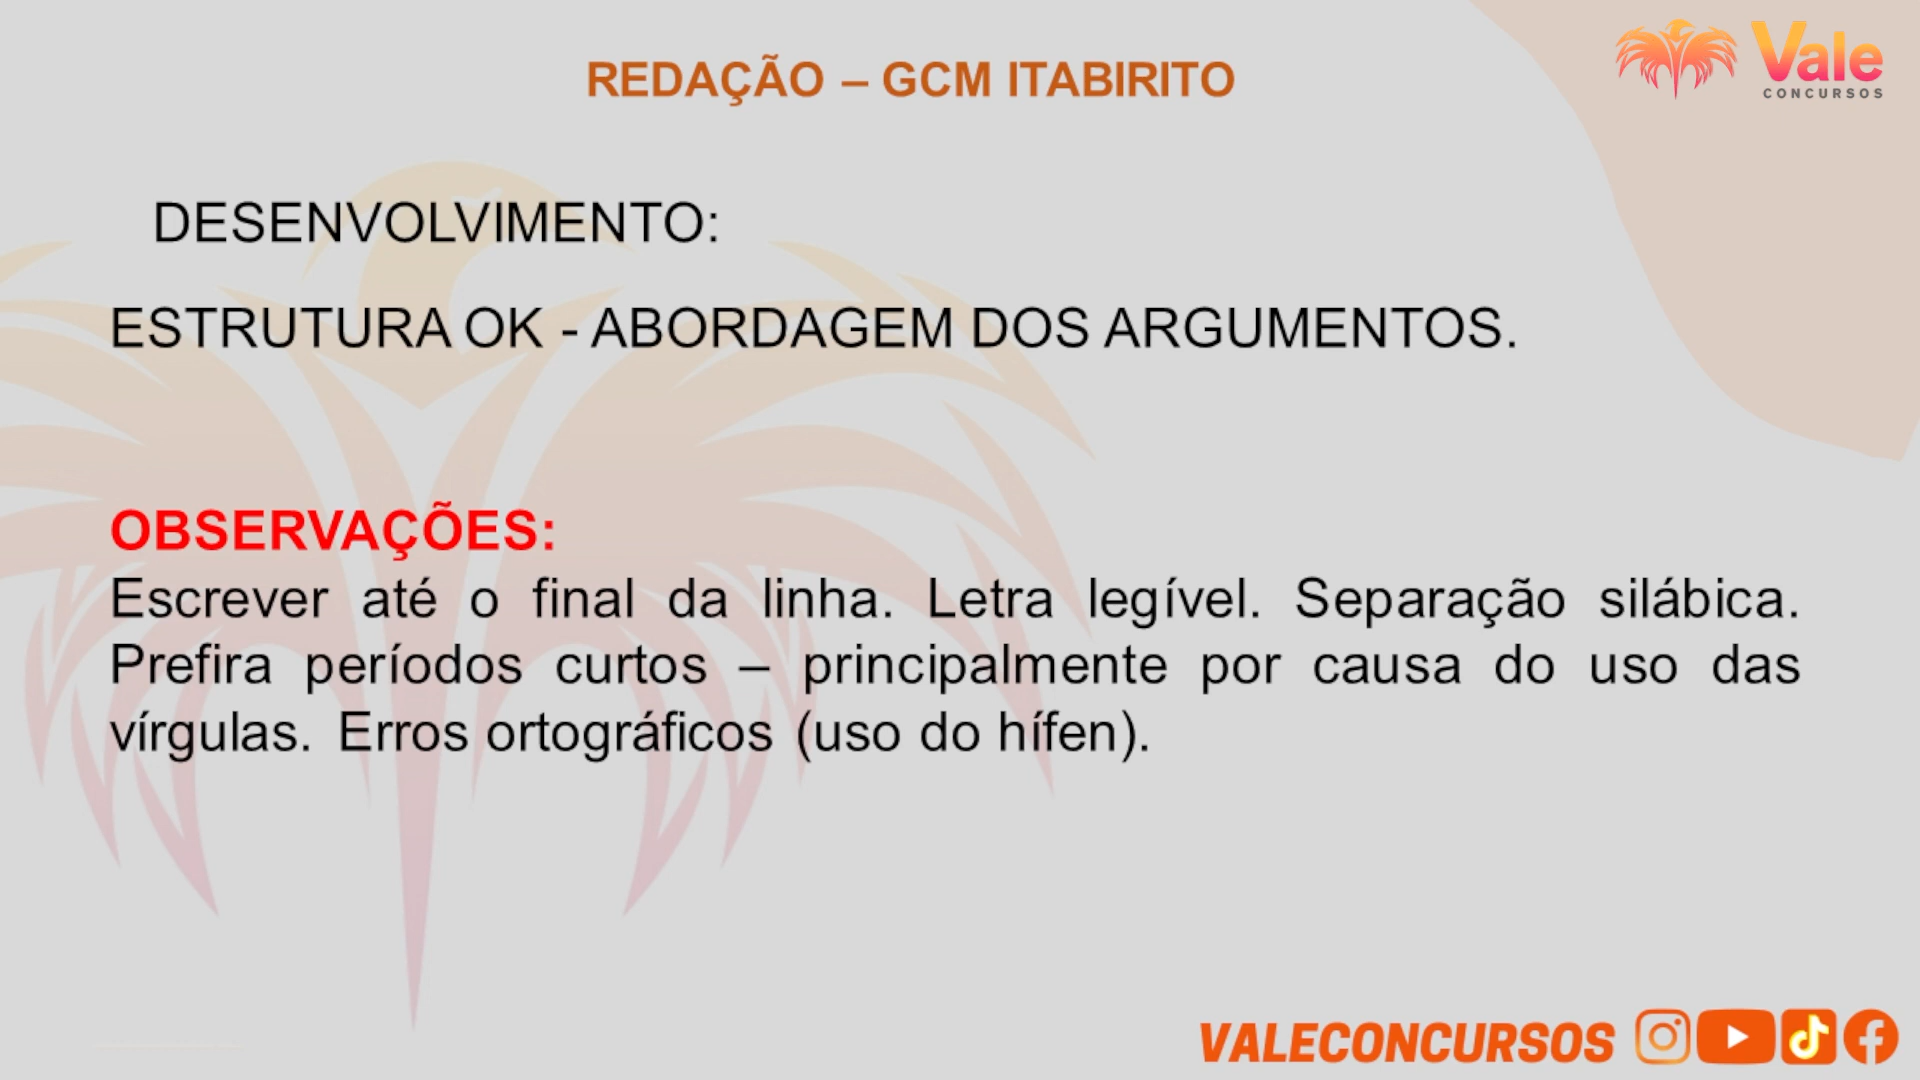 REDAÇÃO – GCM ITABIRITO
Vale
CONCURSOS
DESENVOLVIMENTO:
ESTRUTURA OK - ABORDAGEM DOS ARGUMENTOS.
OBSERVAÇÕES:
Escrever até o final da linha. Letra legível. Separação silábica.
Prefira períodos curtos – principalmente por causa do uso das
vírgulas. Erros ortográficos (uso do hífen).
VALECONCURSOS